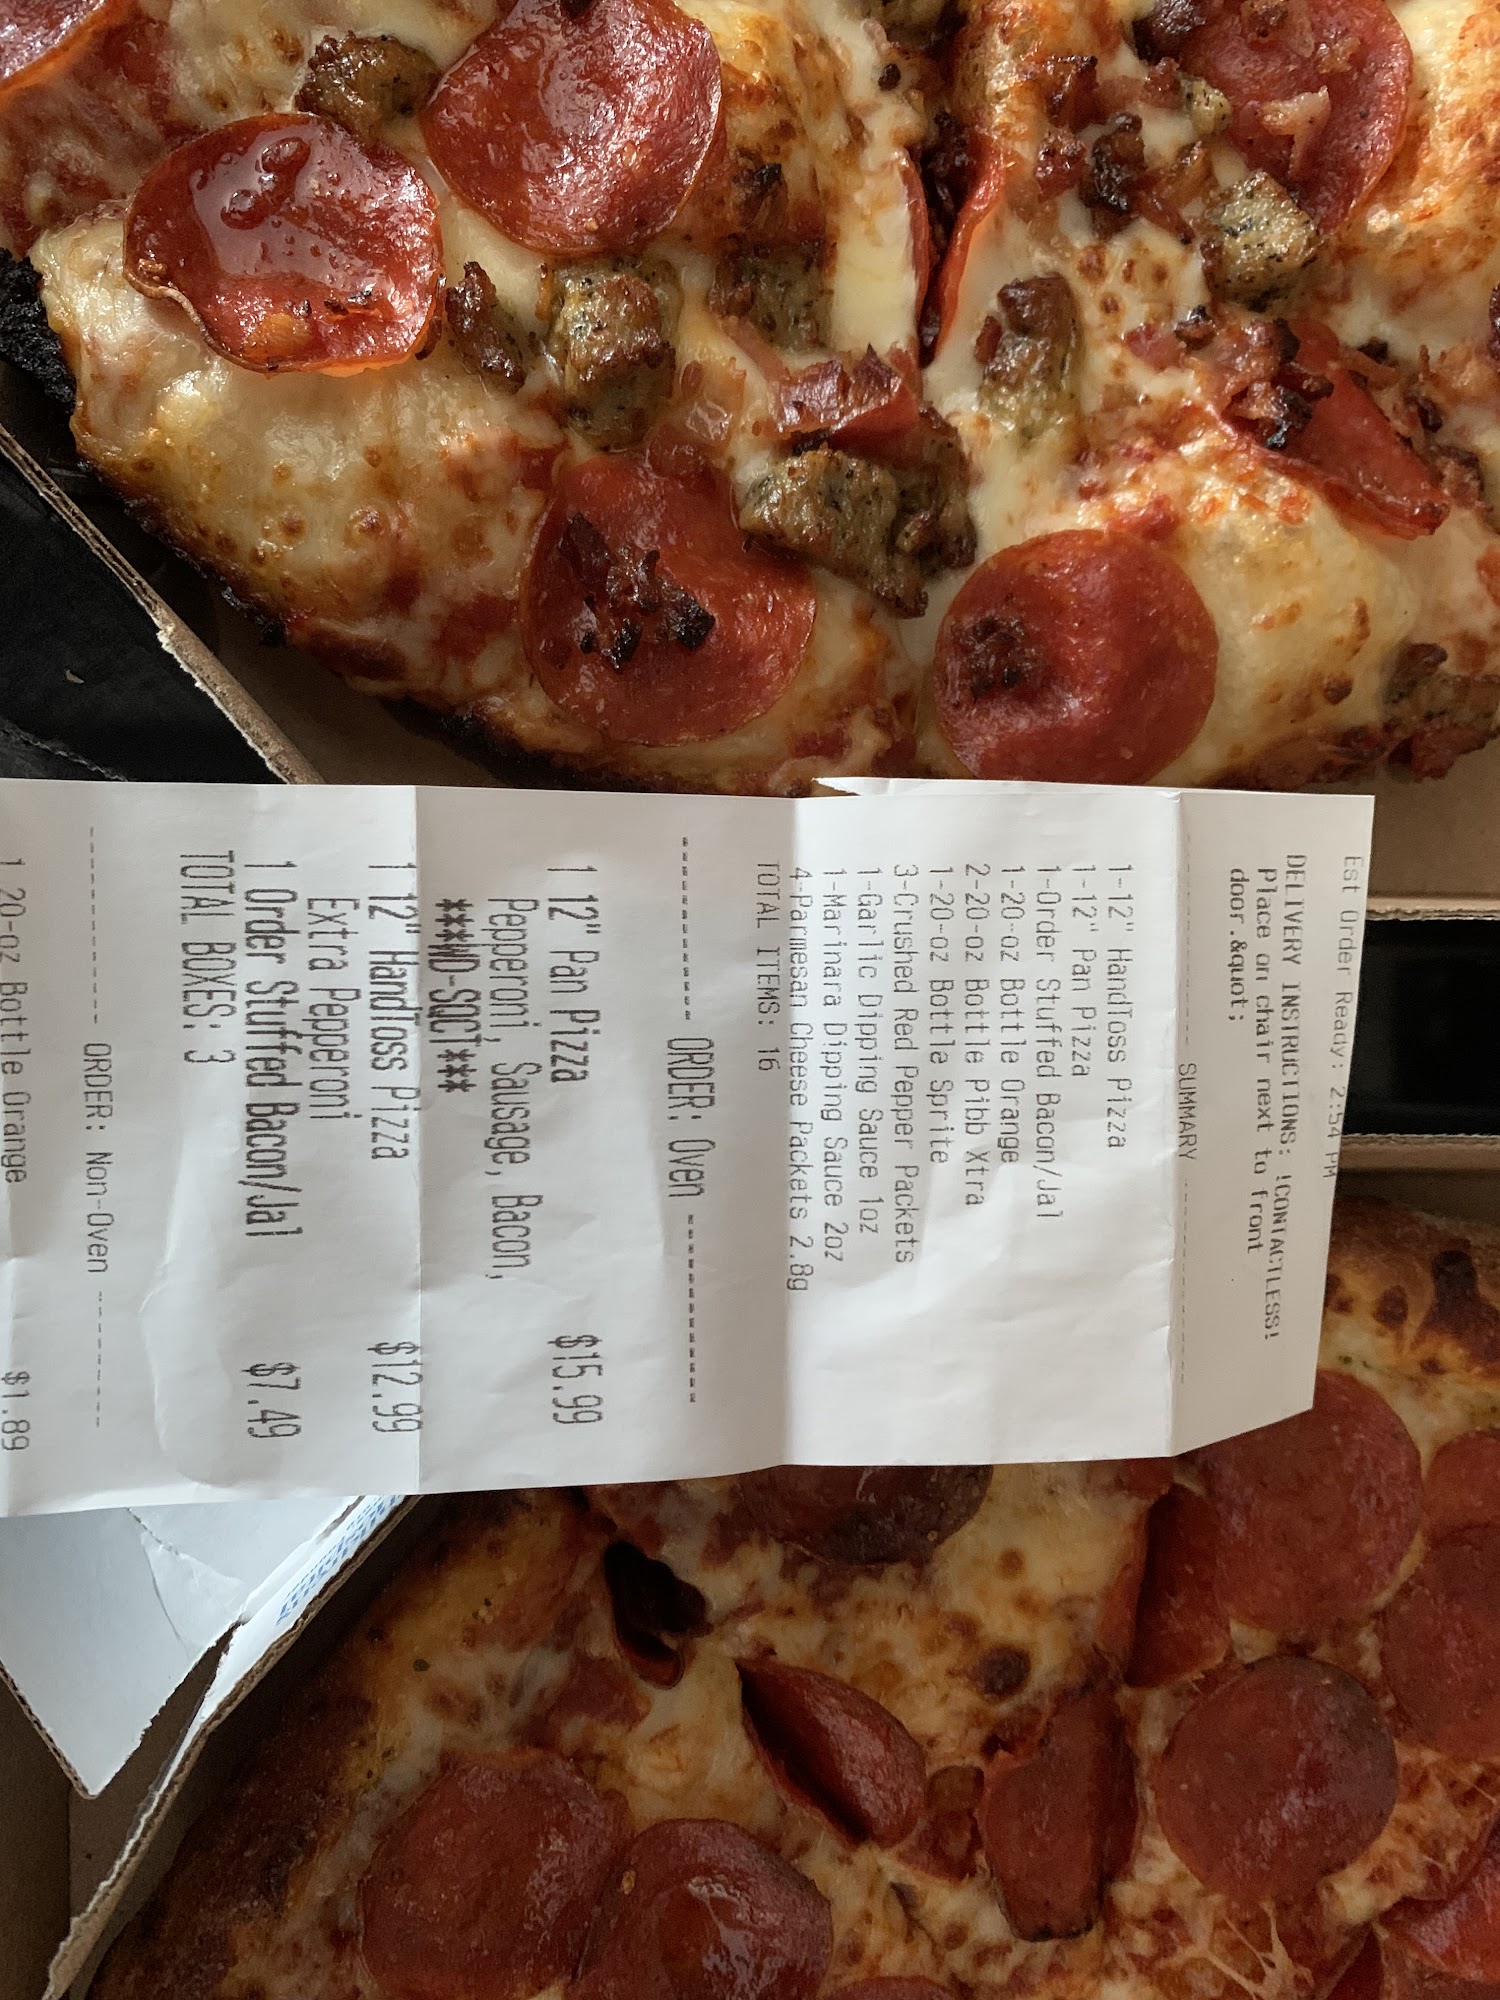 Est Order Ready: 2:54 PM
DELIVERY INSTRUCTIONS: !CONTACTLESS!
Place on chair next to front
door.&quot;
---------------- SUMMARY ----------------
1-12" HandToss Pizza
1-12" Pan Pizza
1-Order Stuffed Bacon/Jal
1-20-oz Bottle Orange
2-20-oz Bottle Pibb Xtra
1-20-oz Bottle Sprite
3-Crushed Red Pepper Packets
1-Garlic Dipping Sauce 1oz
1-Marinara Dipping Sauce 2oz
4-Parmesan Cheese Packets 2.8g
TOTAL ITEMS: 16
---------------- ORDER: Oven ----------------
1 12" Pan Pizza $15.99
Pepperoni, Sausage, Bacon,
***WD-SQCT***
1 12" HandToss Pizza $12.99
Extra Pepperoni
1 Order Stuffed Bacon/Jal $7.49
TOTAL BOXES: 3
---------------- ORDER: Non-Oven ------------
1 20-oz Bottle Orange $1.89